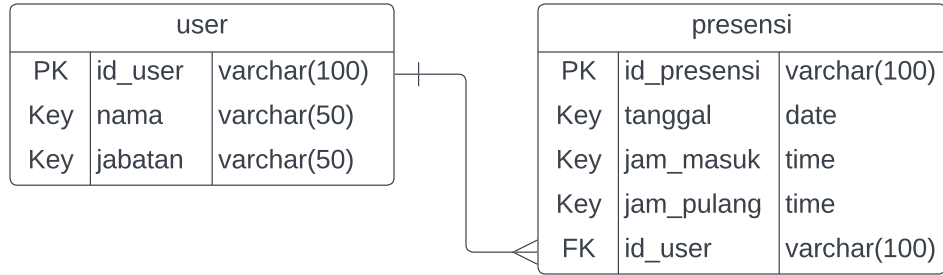 user
PK id_user varchar(100)
Key nama varchar(50)
Key jabatan varchar(50)
presensi
PK id_presensi varchar(100)
Key tanggal date
Key jam_masuk time
Key jam_pulang time
FK id_user varchar(100)